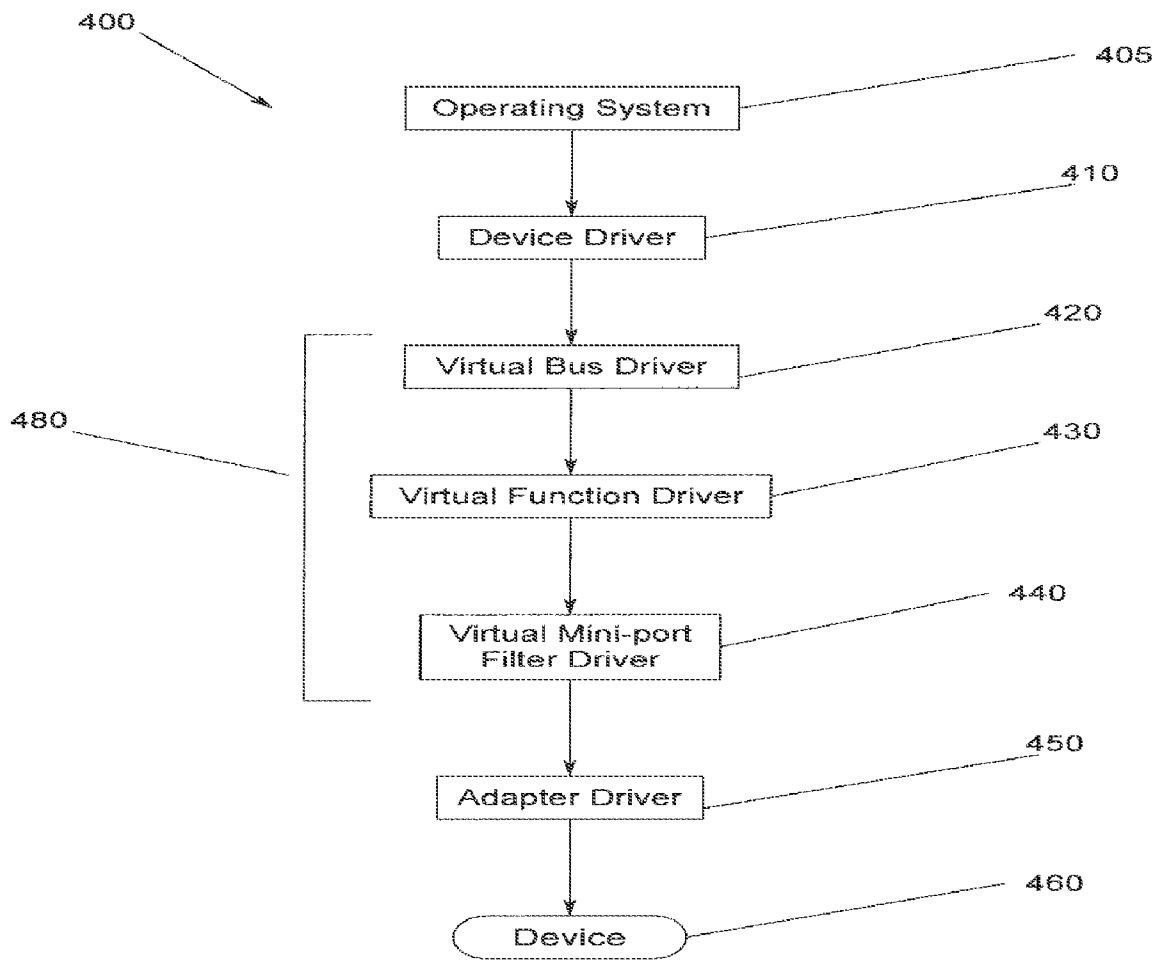 400
405
Operating System
410
Device Driver
420
Virtual Bus Driver
480
430
Virtual Function Driver
440
Virtual Mini-port
Filter Driver
450
Adapter Driver
460
Device